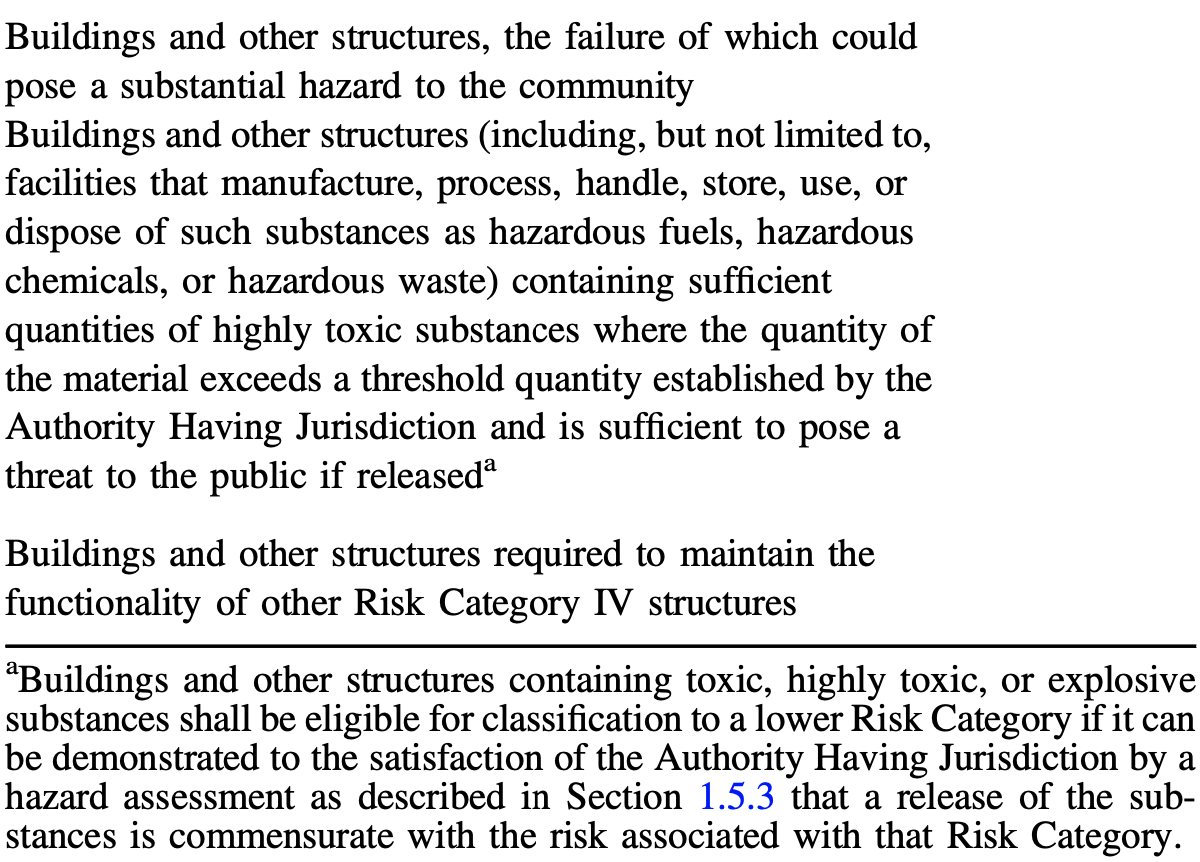 Buildings and other structures, the failure of which could
pose a substantial hazard to the community
Buildings and other structures (including, but not limited to,
facilities that manufacture, process, handle, store, use, or
dispose of such substances as hazardous fuels, hazardous
chemicals, or hazardous waste) containing sufficient
quantities of highly toxic substances where the quantity of
the material exceeds a threshold quantity established by the
Authority Having Jurisdiction and is sufficient to pose a
threat to the public if releasedᵃ
Buildings and other structures required to maintain the
functionality of other Risk Category IV structures
ᵃBuildings and other structures containing toxic, highly toxic, or explosive
substances shall be eligible for classification to a lower Risk Category if it can
be demonstrated to the satisfaction of the Authority Having Jurisdiction by a
hazard assessment as described in Section 1.5.3 that a release of the sub-
stances is commensurate with the risk associated with that Risk Category.